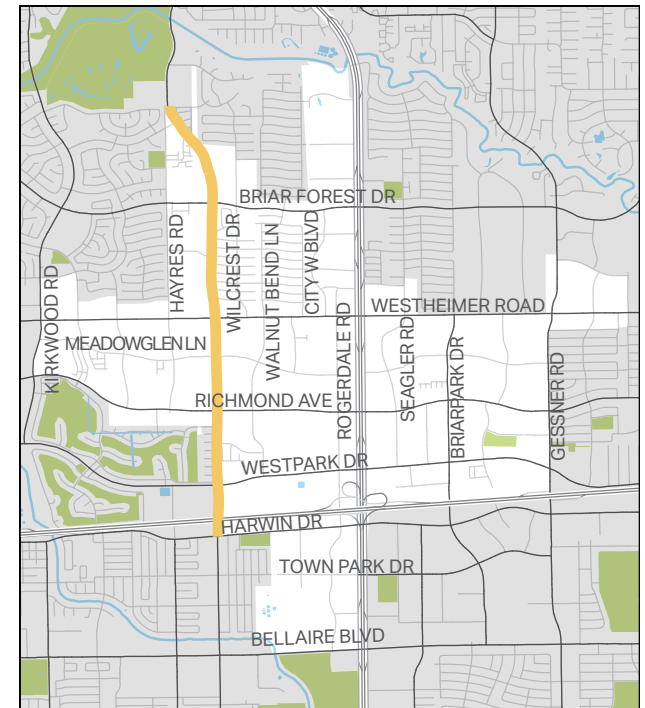 BRIAR FOREST DR
HAYRES RD
WILCREST DR
WALNUT BEND LN
CITY W BLVD
KIRKWOOD RD
WESTHEIMER ROAD
MEADOWGLEN LN
ROGERDALE RD
SEAGLER RD
BRIARPARK DR
GESSNER RD
RICHMOND AVE
WESTPARK DR
HARWIN DR
TOWN PARK DR
BELLAIRE BLVD